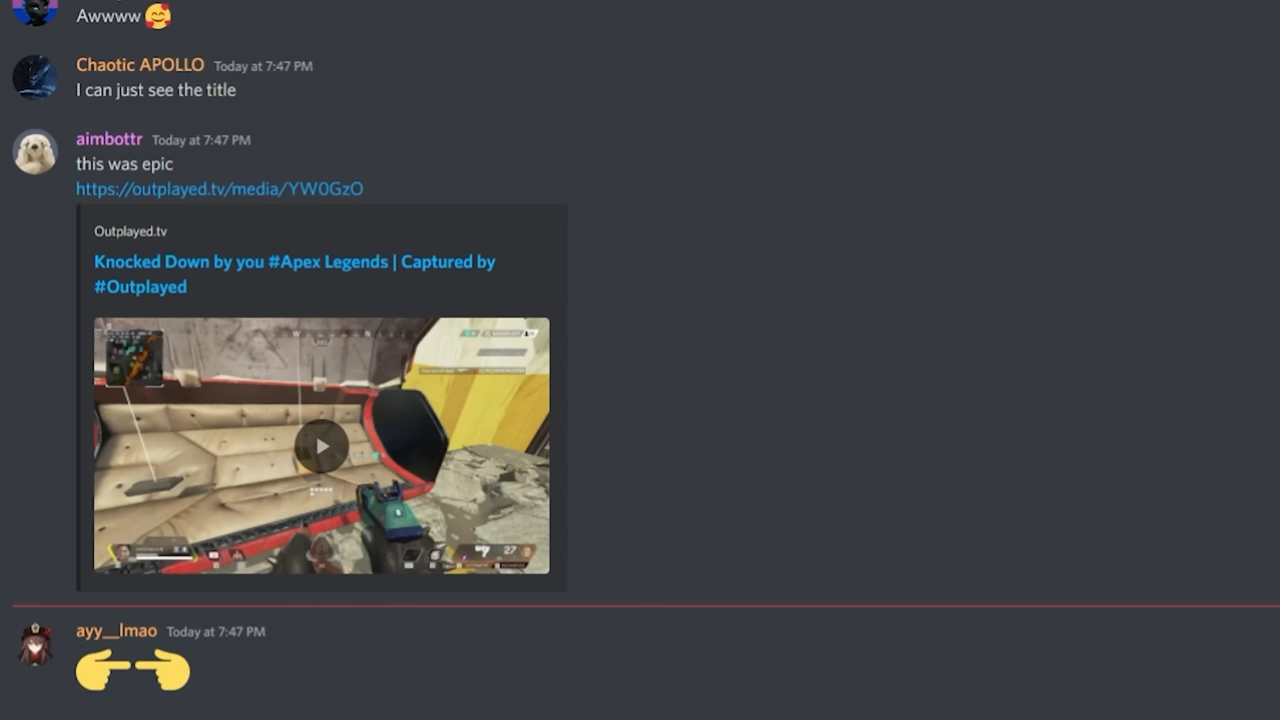 Awwww
Chaotic APOLLO Today at 7:47 PM
I can just see the title
aimbottr Today at 7:47 PM
this was epic
https://outplayed.tv/media/YW0GzO
Outplayed.tv
Knocked Down by you #Apex Legends | Captured by
#Outplayed
27
ayy__lmao Today at 7:47 PM